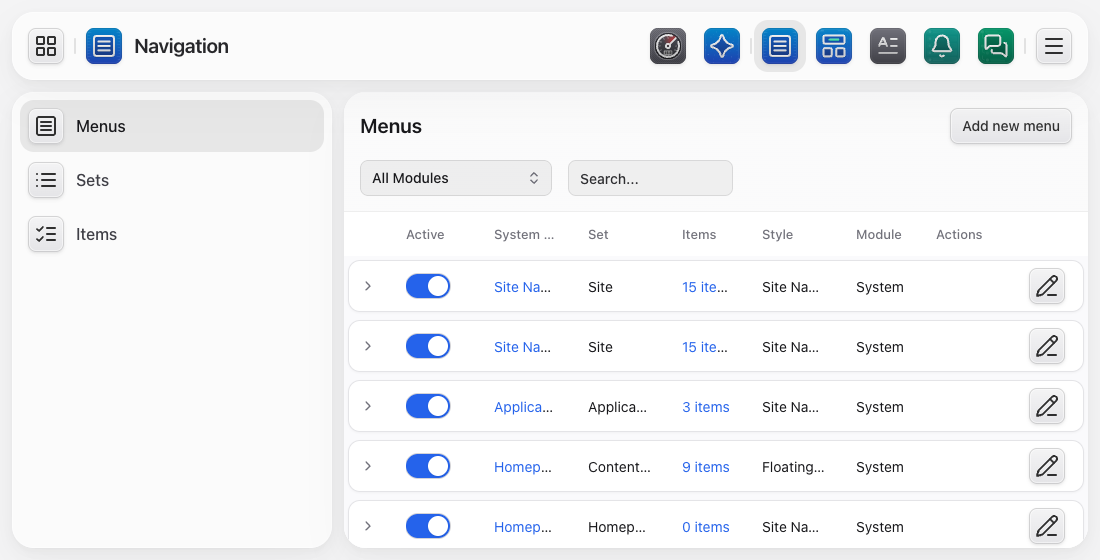 Navigation
Menus
Sets
Items
Menus
Add new menu
All Modules
Search...
Active System ... Set Items Style Module Actions
Site Na... Site 15 ite... Site Na... System
Site Na... Site 15 ite... Site Na... System
Applica... Applica... 3 items Site Na... System
Homep... Content... 9 items Floating... System
Homep... Homep... 0 items Site Na... System